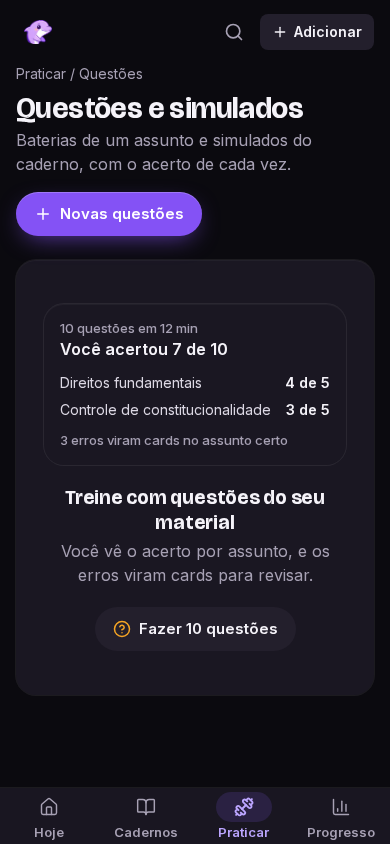 Adicionar
Praticar / Questões
Questões e simulados
Baterias de um assunto e simulados do
caderno, com o acerto de cada vez.
Novas questões
10 questões em 12 min
Você acertou 7 de 10
Direitos fundamentais 4 de 5
Controle de constitucionalidade 3 de 5
3 erros viram cards no assunto certo
Treine com questões do seu
material
Você vê o acerto por assunto, e os
erros viram cards para revisar.
Fazer 10 questões
Hoje Cadernos Praticar Progresso